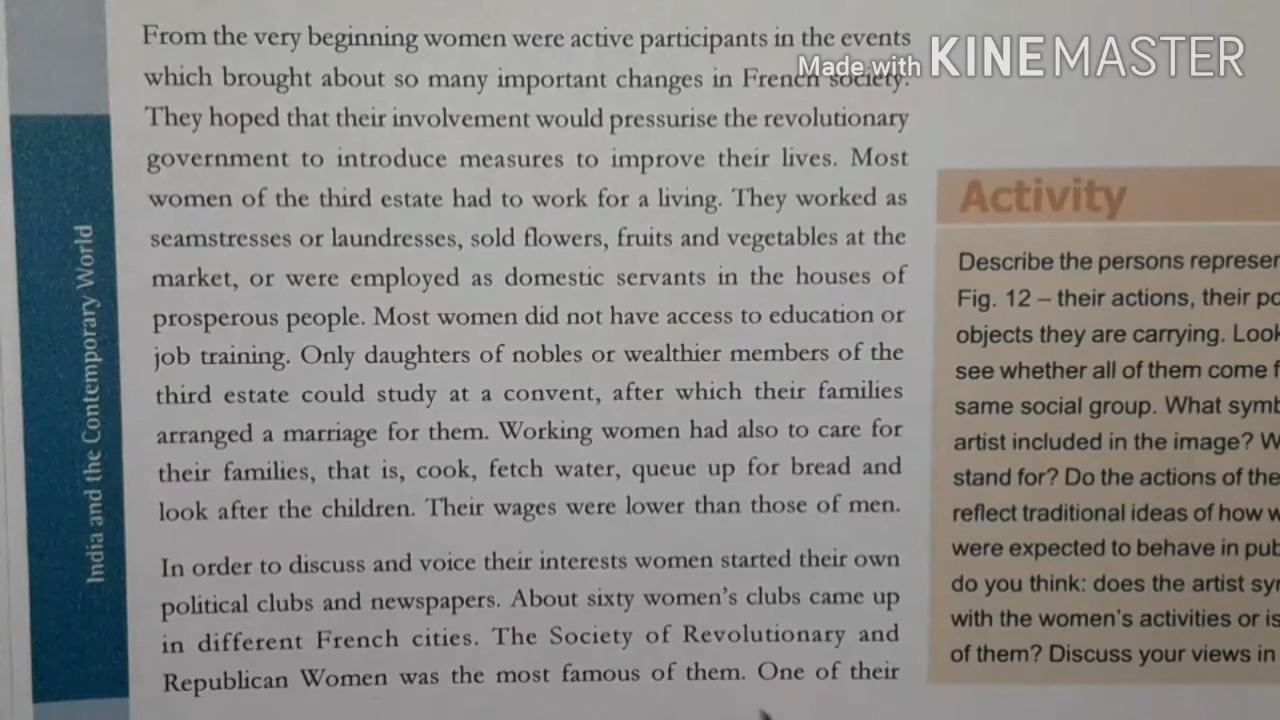 From the very beginning women were active participants in the events
which brought about so many important changes in French society.
They hoped that their involvement would pressurise the revolutionary
government to introduce measures to improve their lives. Most
women of the third estate had to work for a living. They worked as
seamstresses or laundresses, sold flowers, fruits and vegetables at the
market, or were employed as domestic servants in the houses of
prosperous people. Most women did not have access to education or
job training. Only daughters of nobles or wealthier members of the
third estate could study at a convent, after which their families
arranged a marriage for them. Working women had also to care for
their families, that is, cook, fetch water, queue up for bread and
look after the children. Their wages were lower than those of men.
In order to discuss and voice their interests women started their own
political clubs and newspapers. About sixty women's clubs came up
in different French cities. The Society of Revolutionary and
Republican Women was the most famous of them. One of their
Made with KINEMASTER
Activity
Describe the persons represen
Fig. 12 – their actions, their po
objects they are carrying. Look
see whether all of them come f
same social group. What symb
artist included in the image? W
stand for? Do the actions of the
reflect traditional ideas of how w
were expected to behave in pub
do you think: does the artist syn
with the women's activities or is
of them? Discuss your views in
India and the Contemporary World